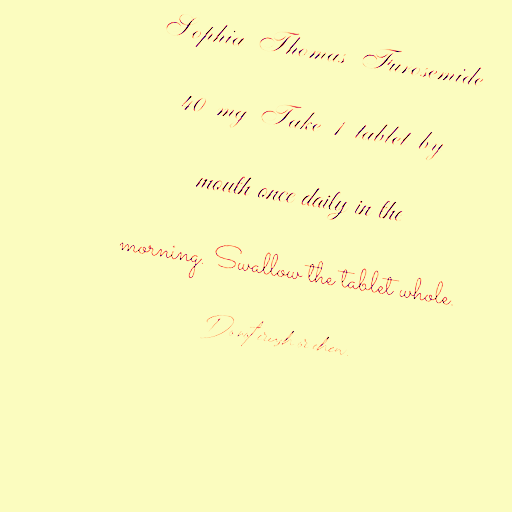 Sophia Thomas Furosemide
40 mg Take 1 tablet by
mouth once daily in the
morning. Swallow the tablet whole.
Do not crush or chew.